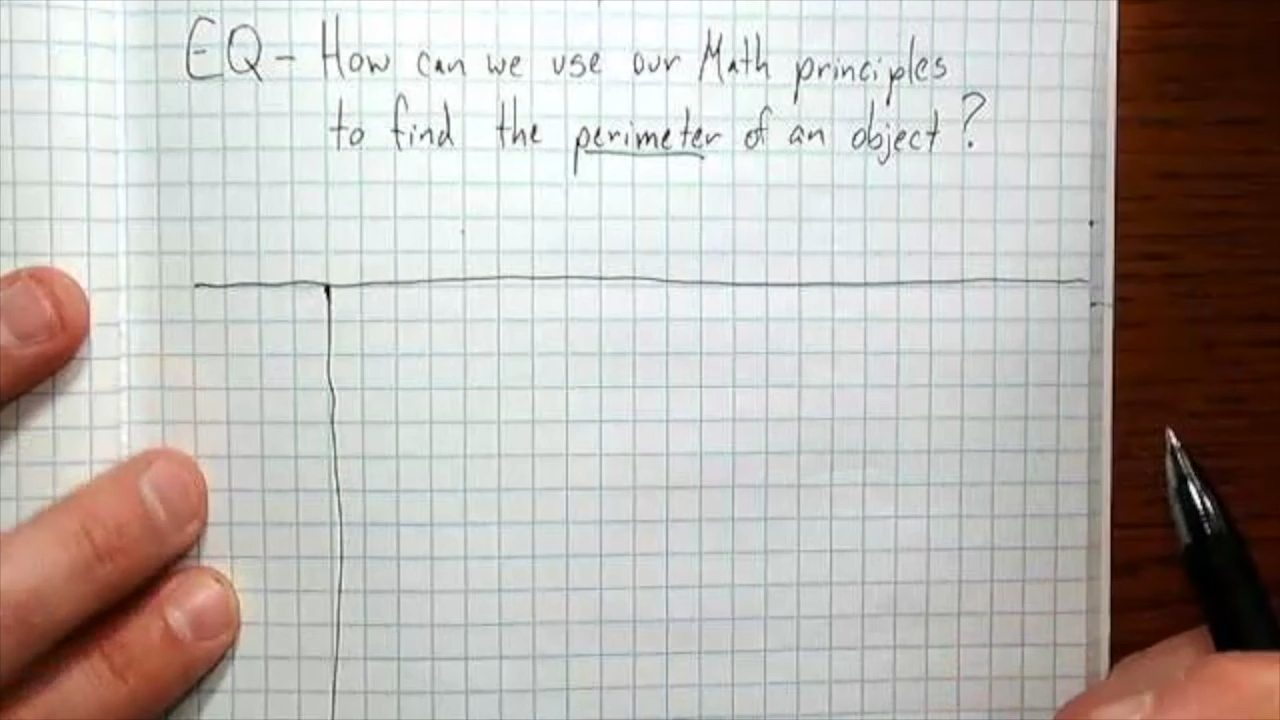 EQ - How can we use our Math principles
to find the perimeter of an object?